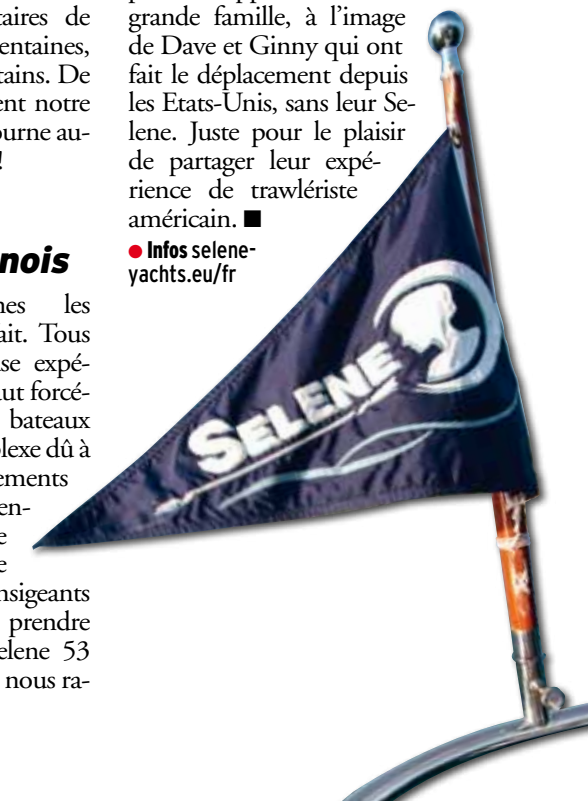 taires de
entaines,
tains. De
ent notre
ourne au-
!
nois
nes les
ait. Tous
se expé-
aut forcé-
bateaux
plexe dû à
ements
en-
e
e
nsigeants
prendre
elene 53
nous ra-
grande famille, à l'image
de Dave et Ginny qui ont
fait le déplacement depuis
les Etats-Unis, sans leur Se-
lene. Juste pour le plaisir
de partager leur expé-
rience de trawlériste
américain. ■
● Infos selene-
yachts.eu/fr
SELENE